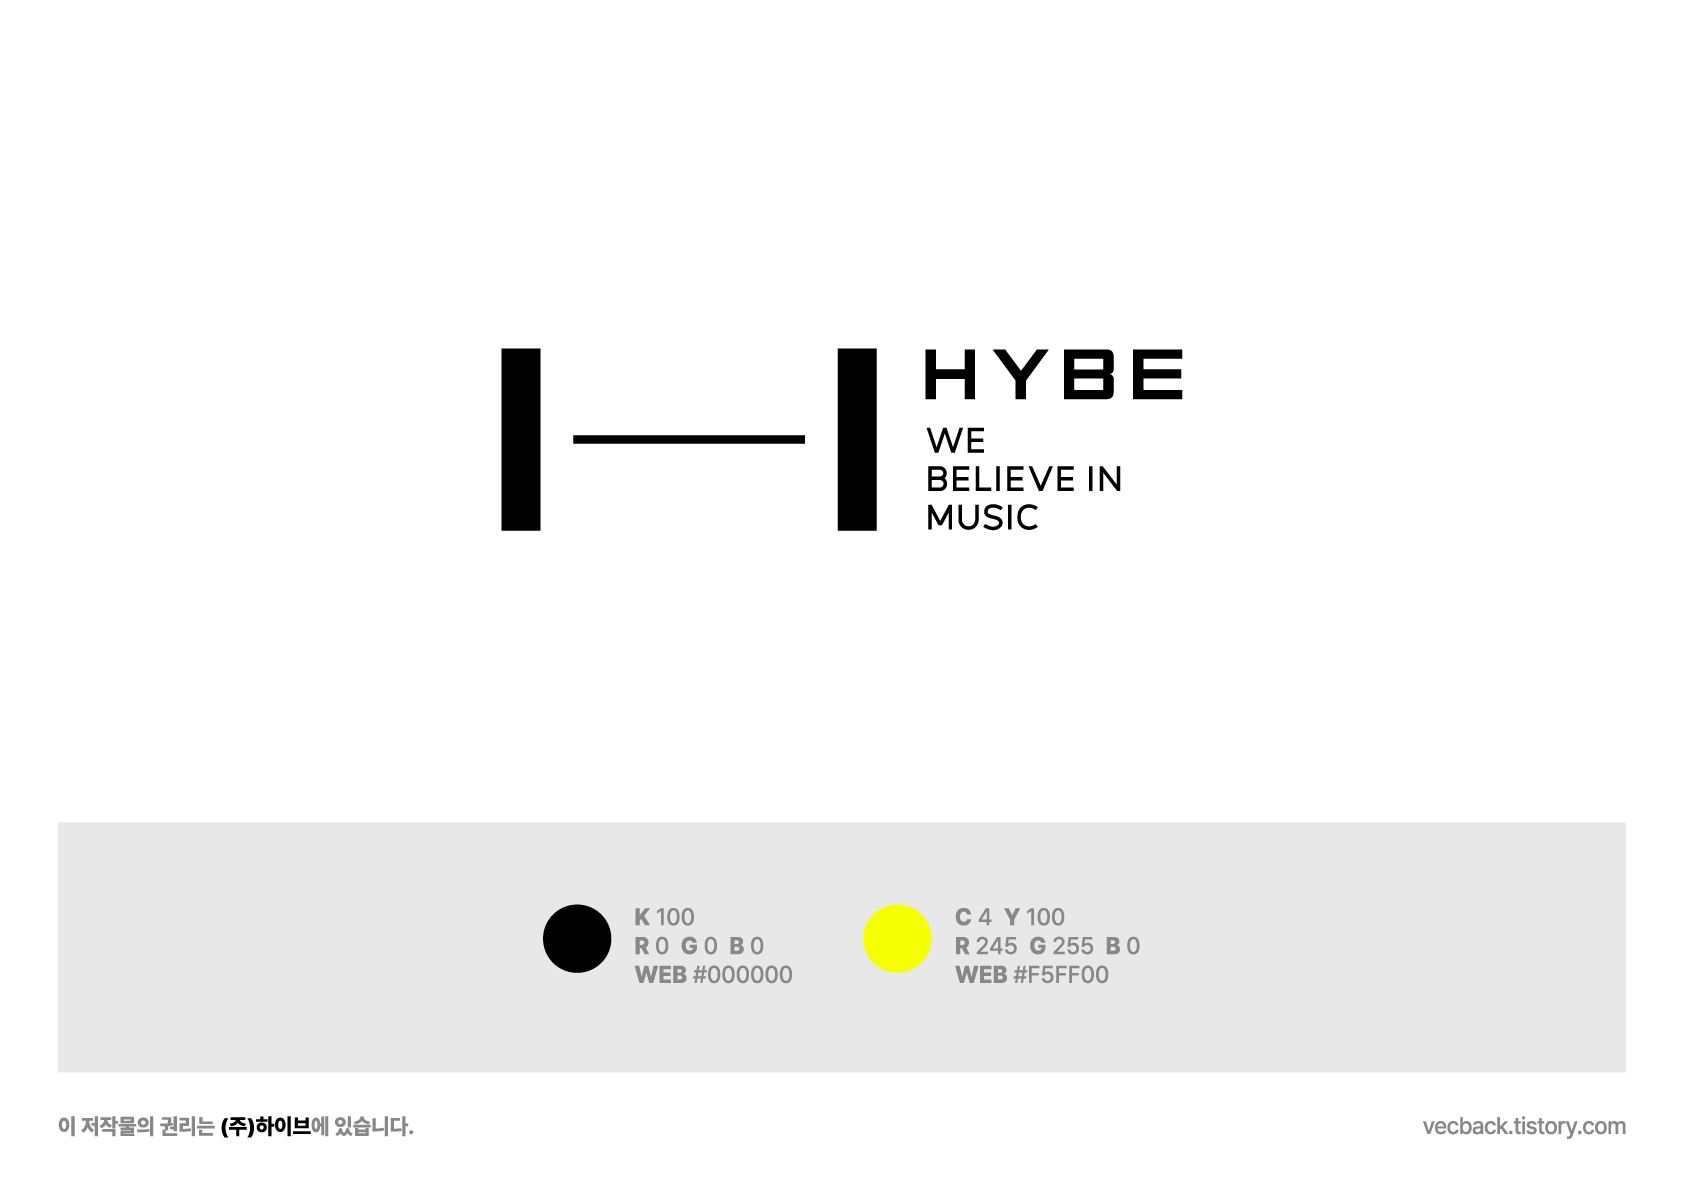 HYBE
WE
BELIEVE IN
MUSIC
K 100
R 0 G 0 B 0
WEB #000000
C 4 Y 100
R 245 G 255 B 0
WEB #F5FF00
이 저작물의 권리는 (주)하이브에 있습니다.
vecback.tistory.com